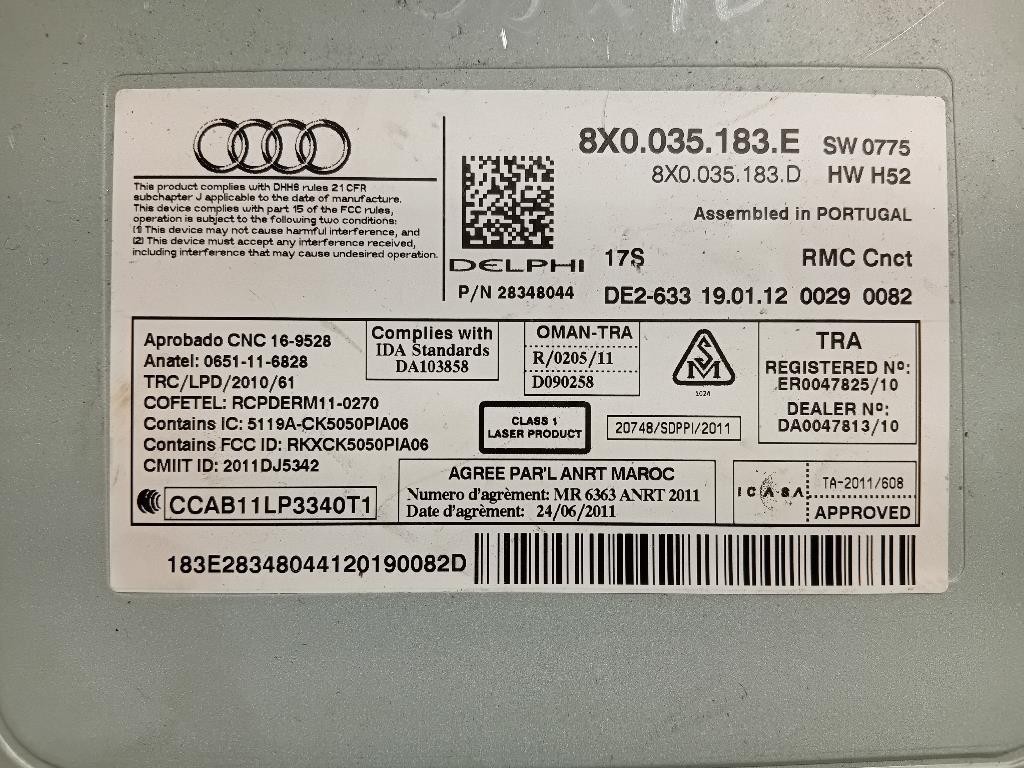 This product complies with DHHS rules 21 CFR
subchapter J applicable to the date of manufacture.
This device complies with part 15 of the FCC rules,
operation is subject to the following two conditions:
(1) This device may not cause harmful interference, and
(2) This device must accept any interference received,
including interference that may cause undesired operation.
DELPHI
P/N 28348044
8X0.035.183.E SW 0775
8X0.035.183.D HW H52
Assembled in PORTUGAL
17S RMC Cnct
DE2-633 19.01.12 0029 0082
Aprobado CNC 16-9528
Anatel: 0651-11-6828
TRC/LPD/2010/61
COFETEL: RCPDERM11-0270
Contains IC: 5119A-CK5050PIA06
Contains FCC ID: RKXCK5050PIA06
CMIIT ID: 2011DJ5342
CCAB11LP3340T1
Complies with
IDA Standards
DA103858
OMAN-TRA
R/0205/11
D090258
CLASS 1
LASER PRODUCT
SM
1024
20748/SDPPI/2011
TRA
REGISTERED Nº:
ER0047825/10
DEALER Nº:
DA0047813/10
AGREE PAR'L ANRT MAROC
Numero d'agrèment: MR 6363 ANRT 2011
Date d'agrèment: 24/06/2011
ICASA
TA-2011/608
APPROVED
183E28348044120190082D